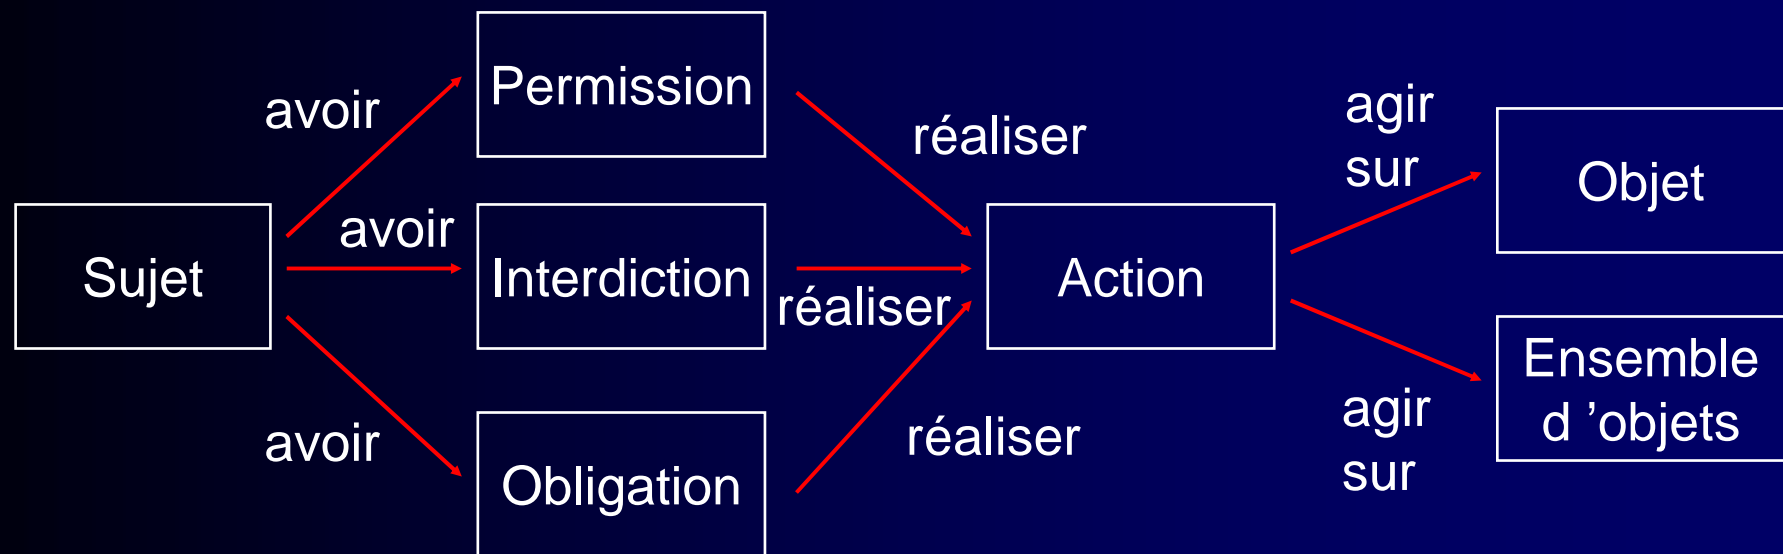 Permission
avoir
réaliser
agir
sur
Objet
Sujet
avoir
Interdiction
réaliser
Action
Ensemble
d ’objets
avoir
Obligation
réaliser
agir
sur